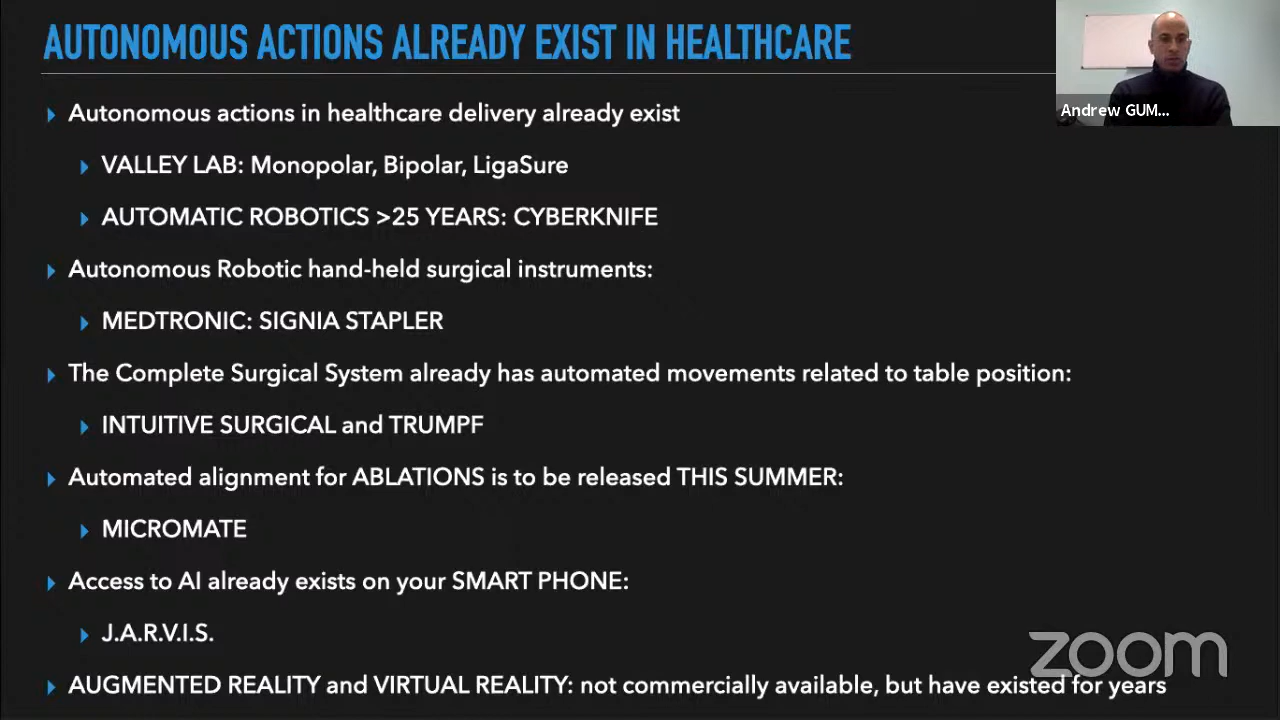 AUTONOMOUS ACTIONS ALREADY EXIST IN HEALTHCARE
Andrew GUM...
Autonomous actions in healthcare delivery already exist
VALLEY LAB: Monopolar, Bipolar, LigaSure
AUTOMATIC ROBOTICS >25 YEARS: CYBERKNIFE
Autonomous Robotic hand-held surgical instruments:
MEDTRONIC: SIGNIA STAPLER
The Complete Surgical System already has automated movements related to table position:
INTUITIVE SURGICAL and TRUMPF
Automated alignment for ABLATIONS is to be released THIS SUMMER:
MICROMATE
Access to AI already exists on your SMART PHONE:
J.A.R.V.I.S.
zoom
AUGMENTED REALITY and VIRTUAL REALITY: not commercially available, but have existed for years